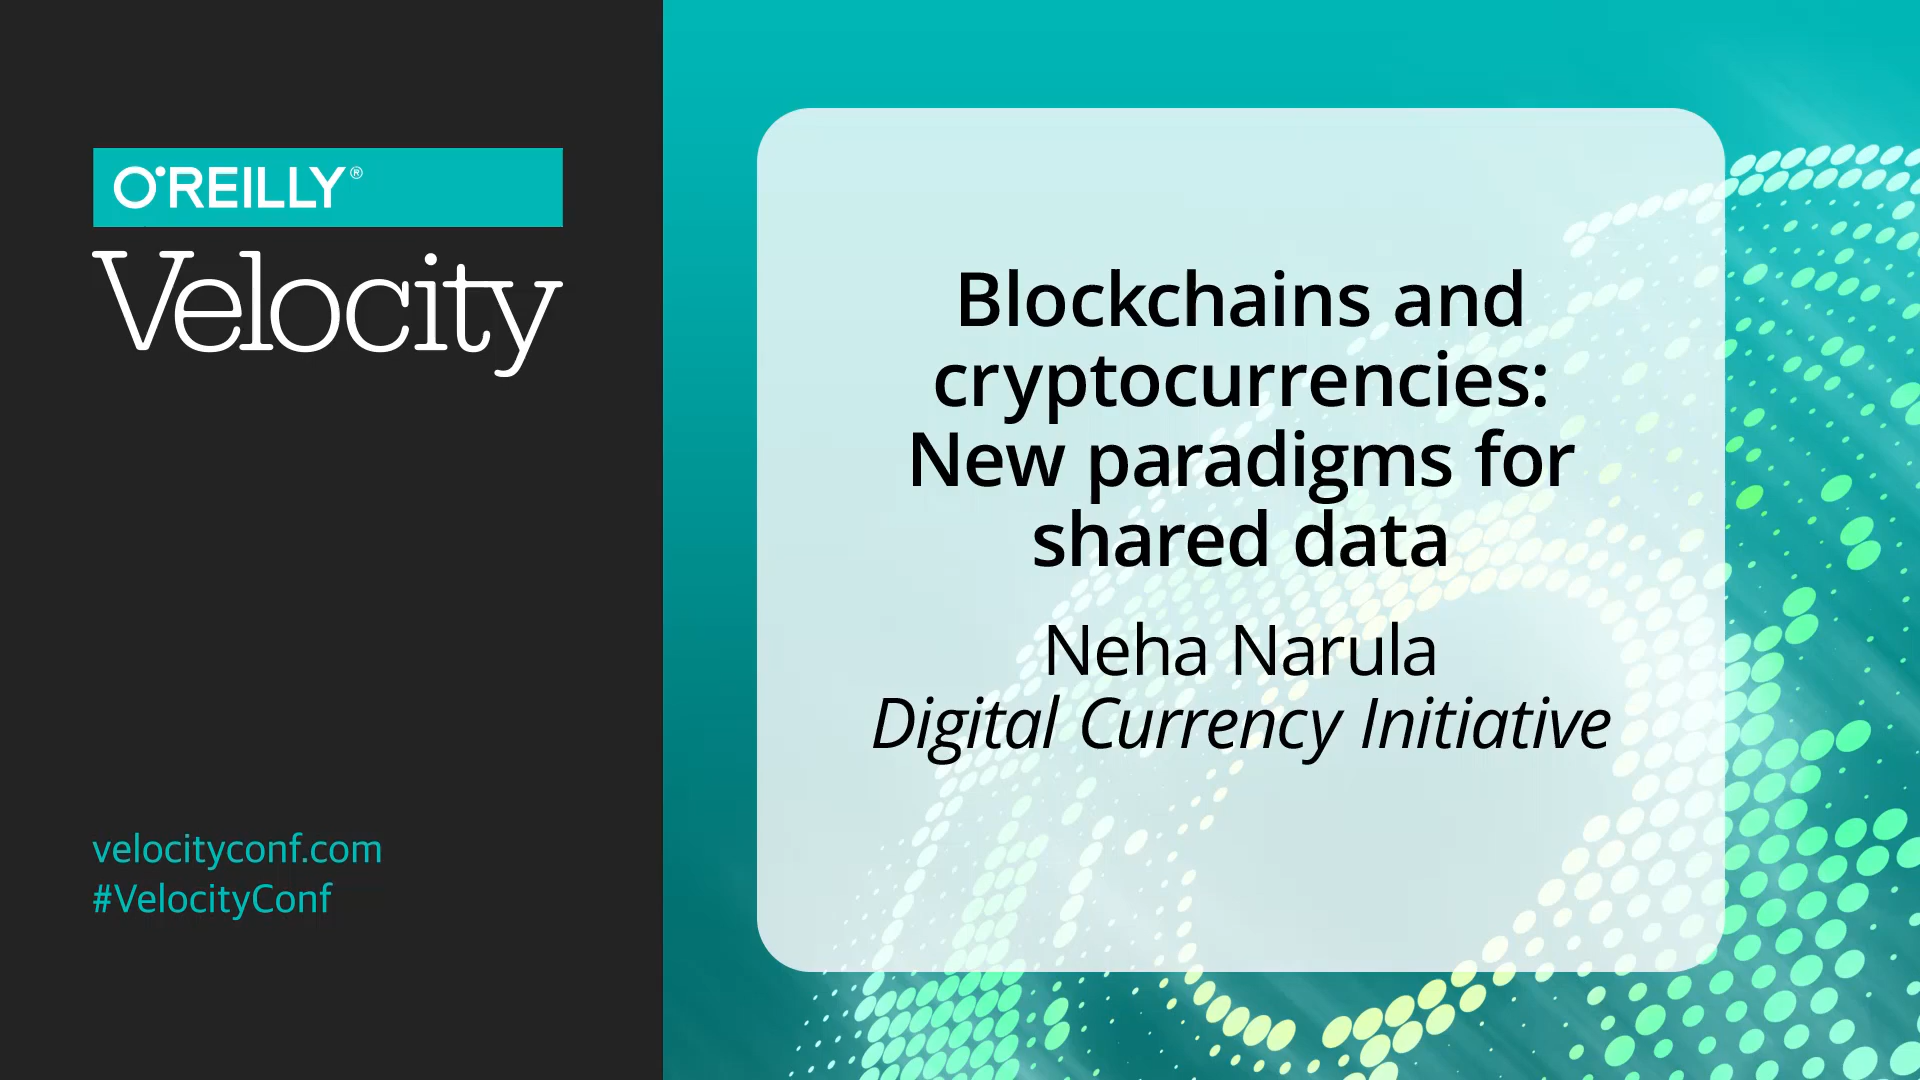 O'REILLY®
Velocity
velocityconf.com
#VelocityConf
Blockchains and
cryptocurrencies:
New paradigms for
shared data
Neha Narula
Digital Currency Initiative